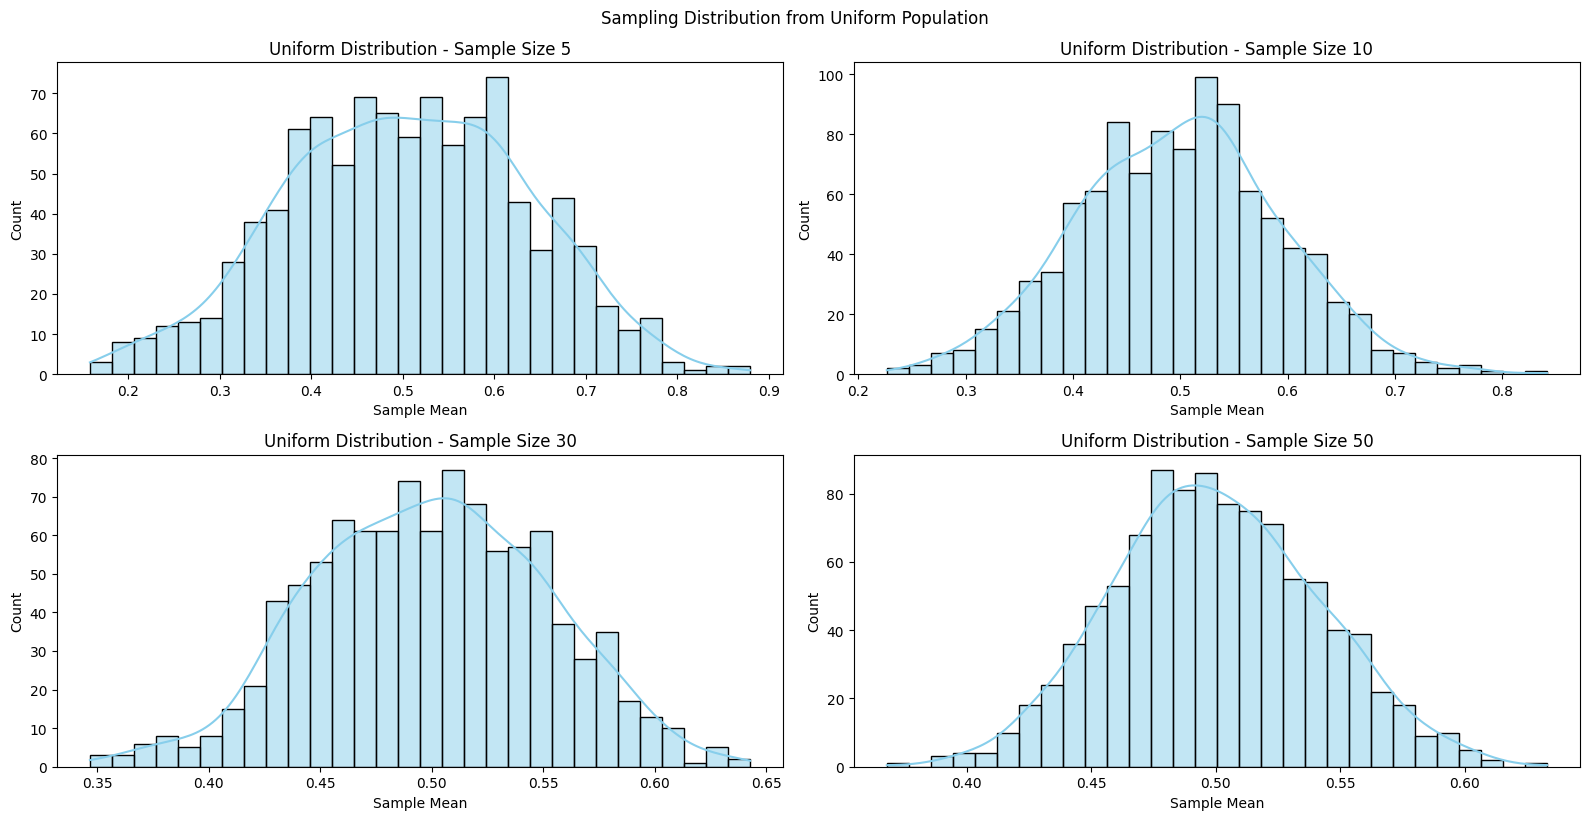 Sampling Distribution from Uniform Population
Uniform Distribution - Sample Size 5
Count
70
60
50
40
30
20
10
0
0.2 0.3 0.4 0.5 0.6 0.7 0.8 0.9
Sample Mean
Uniform Distribution - Sample Size 10
Count
100
80
60
40
20
0
0.2 0.3 0.4 0.5 0.6 0.7 0.8
Sample Mean
Uniform Distribution - Sample Size 30
Count
80
70
60
50
40
30
20
10
0
0.35 0.40 0.45 0.50 0.55 0.60 0.65
Sample Mean
Uniform Distribution - Sample Size 50
Count
80
60
40
20
0
0.40 0.45 0.50 0.55 0.60
Sample Mean